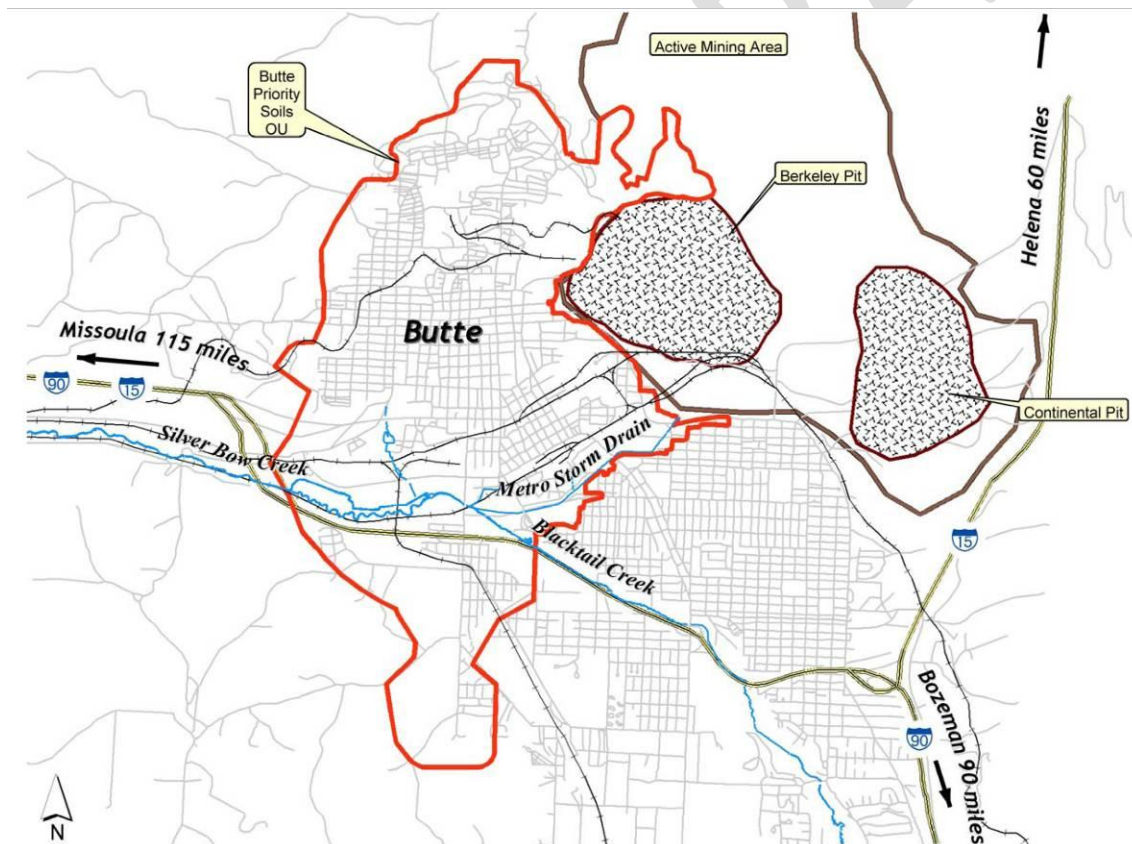 Active Mining Area
Butte
Priority
Soils
OU
Helena 60 miles
Berkeley Pit
Butte
Missoula 115 miles
90
15
Continental Pit
Silver Bow Creek
Metro Storm Drain
Blacktail Creek
15
Bozeman 90 miles
90
N